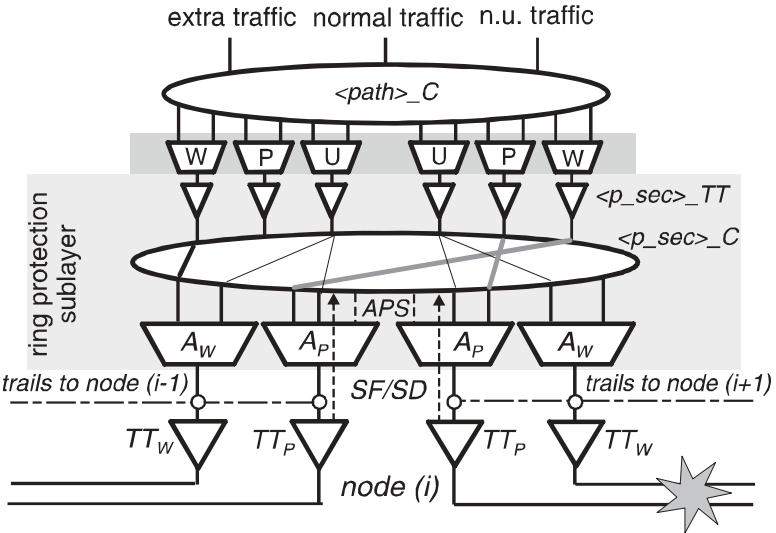 extra traffic normal traffic n.u. traffic
<path>_C
W P U U P W
<p_sec>_TT
<p_sec>_C
ring protection
sublayer
APS
A_W A_P A_P A_W
trails to node (i-1) SF/SD trails to node (i+1)
TT_W TT_P TT_P TT_W
node (i)